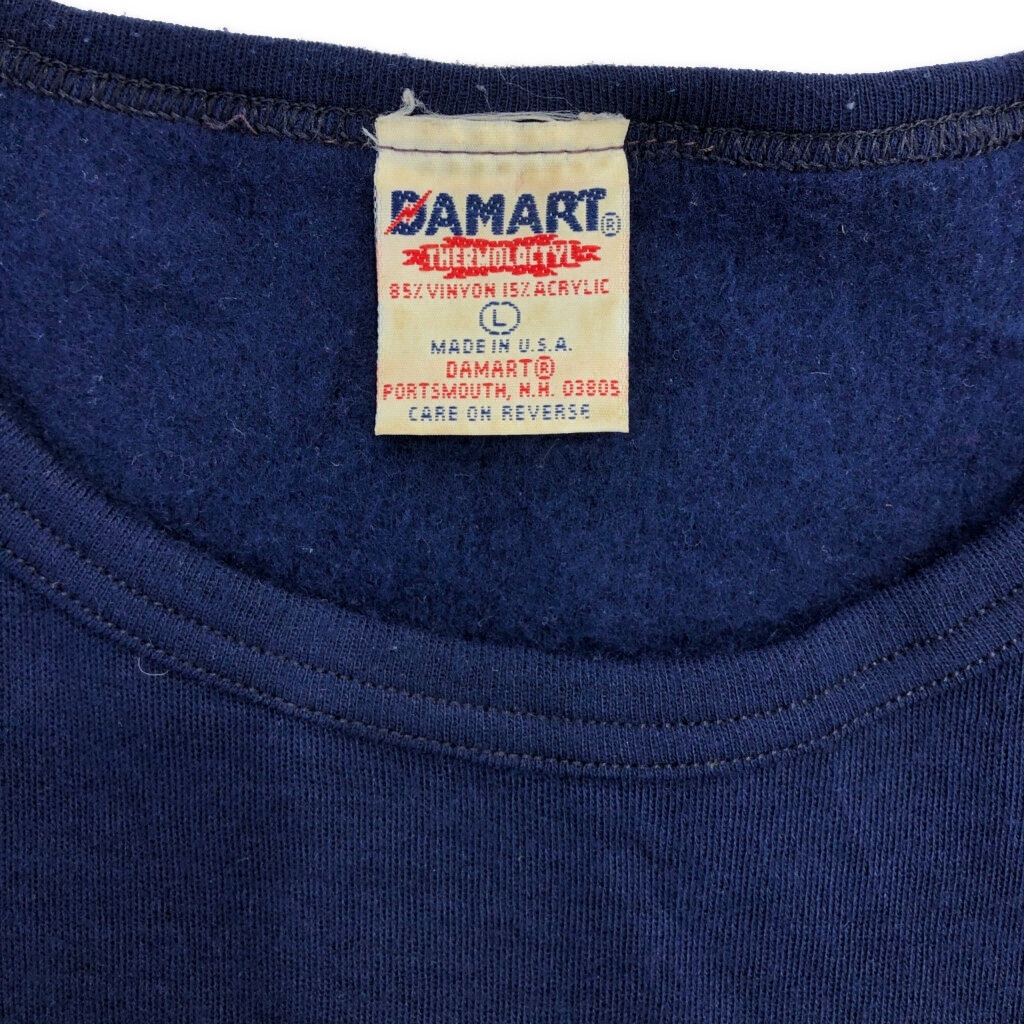 DAMART®
THERMOLACTYL
85% VINYON 15% ACRYLIC
L
MADE IN U.S.A.
DAMART®
PORTSMOUTH, N.H. 03805
CARE ON REVERSE